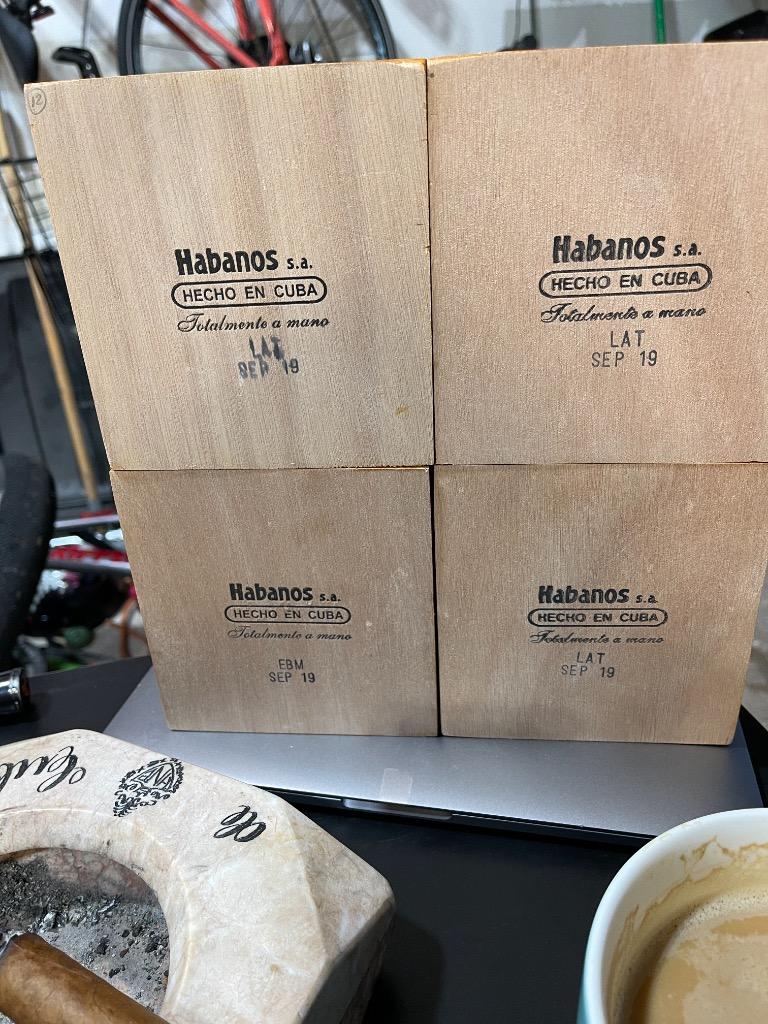 12
Habanos s.a.
HECHO EN CUBA
Totalmente a mano
LAT
SEP 19
Habanos s.a.
HECHO EN CUBA
Totalmente a mano
LAT
SEP 19
Habanos s.a.
HECHO EN CUBA
Totalmente a mano
EBM
SEP 19
Habanos s.a.
HECHO EN CUBA
Totalmente a mano
LAT
SEP 19